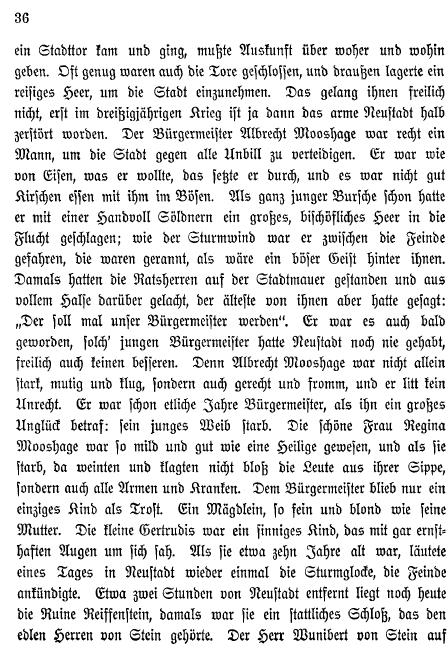 36
ein Stadttor kam und ging, mußte Auskunft über woher und wohin
geben. Oft genug waren auch die Tore geschlossen, und draußen lagerte ein
reisiges Heer, um die Stadt einzunehmen. Das gelang ihnen freilich
nicht, erst im dreißigjährigen Krieg ist ja dann das arme Neustadt halb
zerstört worden. Der Bürgermeister Albrecht Mooshage war recht ein
Mann, um die Stadt gegen alle Unbill zu verteidigen. Er war wie
von Eisen, was er wollte, das setzte er durch, und es war nicht gut
Kirschen essen mit ihm im Bösen. Als ganz junger Bursche schon hatte
er mit einer Handvoll Söldnern ein großes, bischöfliches Heer in die
Flucht geschlagen; wie der Sturmwind war er zwischen die Feinde
gefahren, die waren gerannt, als wäre ein böser Geist hinter ihnen.
Damals hatten die Ratsherren auf der Stadtmauer gestanden und aus
vollem Halse darüber gelacht, der älteste von ihnen aber hatte gesagt:
„Der soll mal unser Bürgermeister werden“. Er war es auch bald
geworden, solch' jungen Bürgermeister hatte Neustadt noch nie gehabt,
freilich auch keinen besseren. Denn Albrecht Mooshage war nicht allein
stark, mutig und klug, sondern auch gerecht und fromm, und er litt kein
Unrecht. Er war schon etliche Jahre Bürgermeister, als ihn ein großes
Unglück betraf: sein junges Weib starb. Die schöne Frau Regina
Mooshage war so mild und gut wie eine Heilige gewesen, und als sie
starb, da weinten und klagten nicht bloß die Leute aus ihrer Sippe,
sondern auch alle Armen und Kranken. Dem Bürgermeister blieb nur ein
einziges Kind als Trost. Ein Mägdlein, so fein und blond wie seine
Mutter. Die kleine Gertrudis war ein sinniges Kind, das mit gar ernst-
haften Augen um sich sah. Als sie etwa zehn Jahre alt war, läutete
eines Tages in Neustadt wieder einmal die Sturmglocke, die Feinde
ankündigte. Etwa zwei Stunden von Neustadt entfernt liegt noch heute
die Ruine Reiffenstein, damals war sie ein stattliches Schloß, das den
edlen Herren von Stein gehörte. Der Herr Wunibert von Stein auf